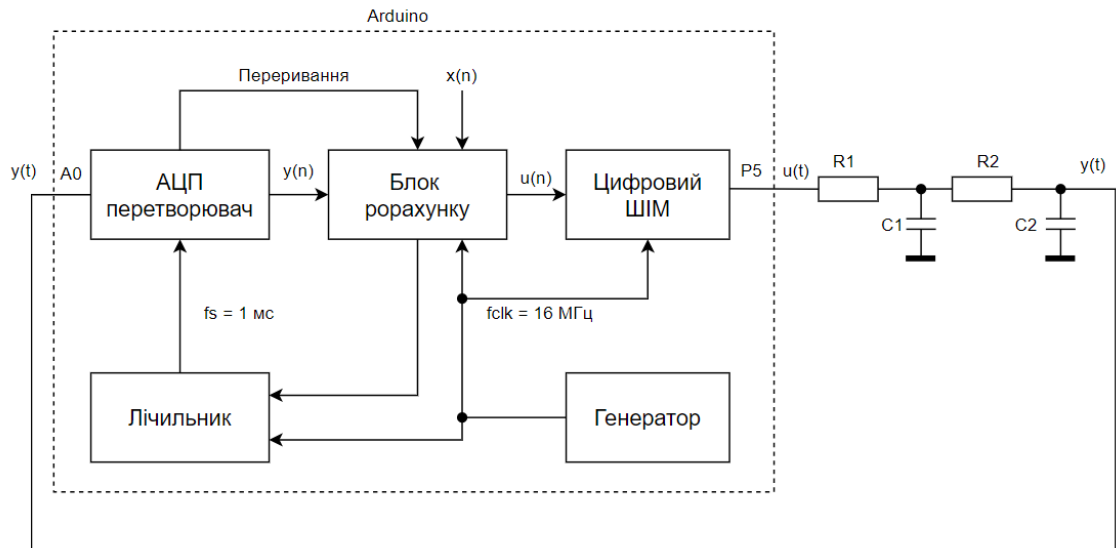 Arduino
Переривання
x(n)
y(t)
A0
АЦП
перетворювач
y(n)
Блок
рорахунку
u(n)
Цифровий
ШІМ
P5
u(t)
R1
R2
y(t)
C1
C2
fs = 1 мс
fclk = 16 МГц
Лічильник
Генератор